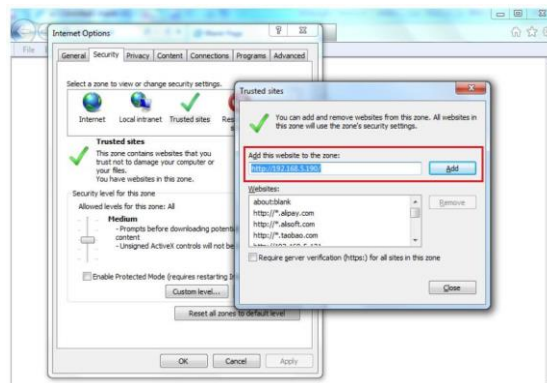 Internet Options
File
General Security Privacy Content Connections Programs Advanced
Select a zone to view or change security settings.
Internet Local intranet Trusted sites
Trusted sites
This zone contains websites that you
trust not to damage your computer or
your files.
You have websites in this zone.
Security level for this zone
Allowed levels for this zone: All
Medium
- Prompts before downloading
content
- Unsigned ActiveX controls will not be
Enable Protected Mode (requires restarting
Custom level...
Reset all zones to default level
OK Cancel Apply
Trusted sites
You can add and remove websites from this zone. All websites in
this zone will use the zone's security settings.
Add this website to the zone:
http://192.168.5.190/
Add
Websites:
about:blank
http://*.alipay.com
http://*.alisoft.com
http://*.taobao.com
Remove
Require server verification (https:) for all sites in this zone
Close